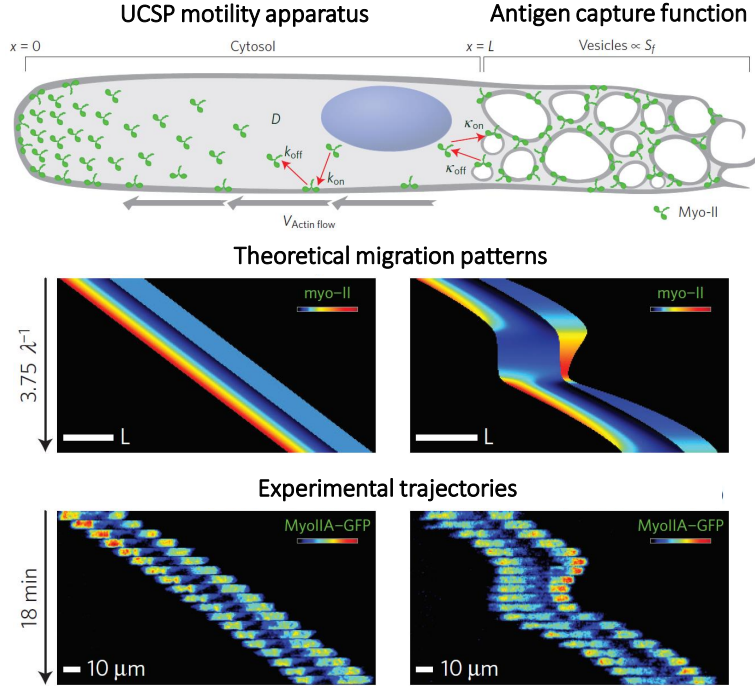 UCSP motility apparatus
Antigen capture function
x = 0
Cytosol
x = L
Vesicles ∝ S_f
D
κ_on
k_off
k_on
κ_off
V_Actin flow
Myo-II
Theoretical migration patterns
myo–II
myo–II
3.75 λ⁻¹
L
L
Experimental trajectories
MyoIIA–GFP
MyoIIA–GFP
18 min
10 μm
10 μm